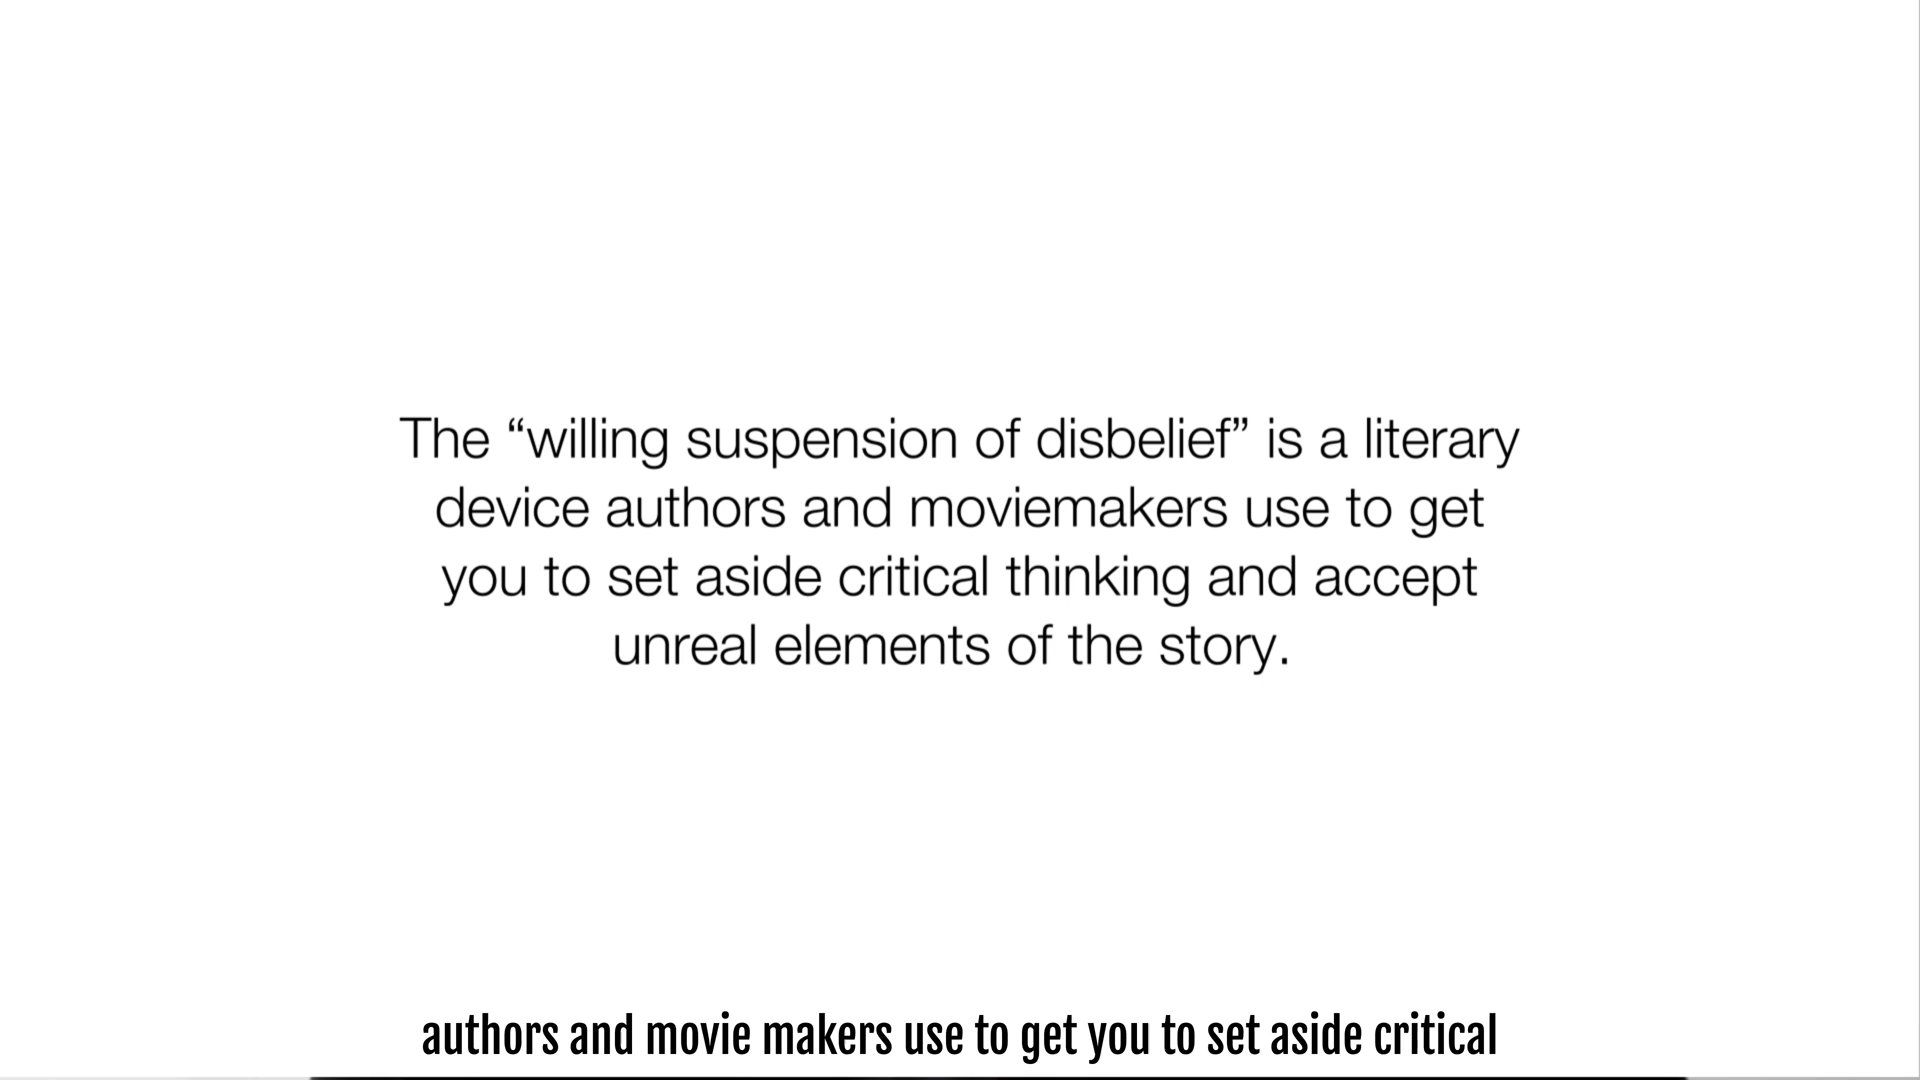 The “willing suspension of disbelief” is a literary
device authors and moviemakers use to get
you to set aside critical thinking and accept
unreal elements of the story.
authors and movie makers use to get you to set aside critical